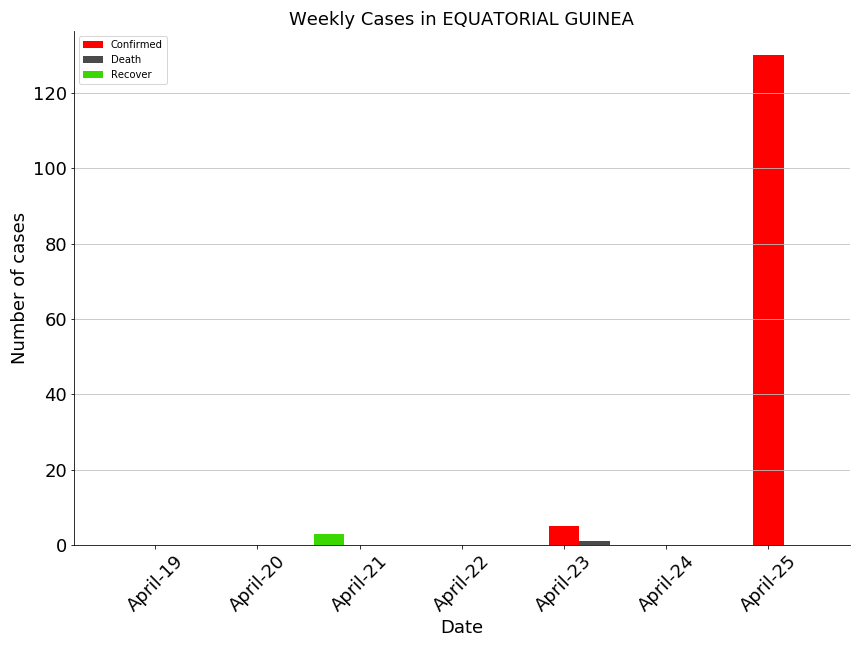 Weekly Cases in EQUATORIAL GUINEA
Confirmed
Death
Recover
Number of cases
120
100
80
60
40
20
0
April-19
April-20
April-21
April-22
April-23
April-24
April-25
Date